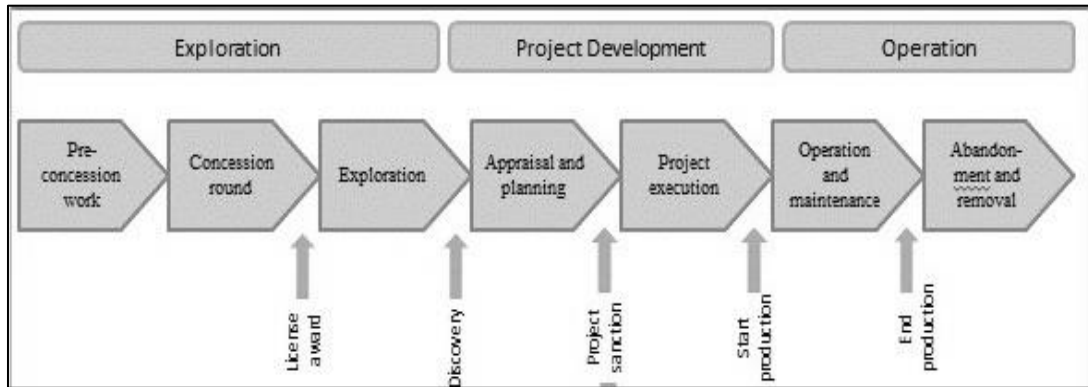 Exploration
Project Development
Operation
Pre-
concession
work
Concession
round
Exploration
Appraisal and
planning
Project
execution
Operation
and
maintenance
Abandon-
ment and
removal
License
award
Discovery
Project
sanction
Start
production
End
production